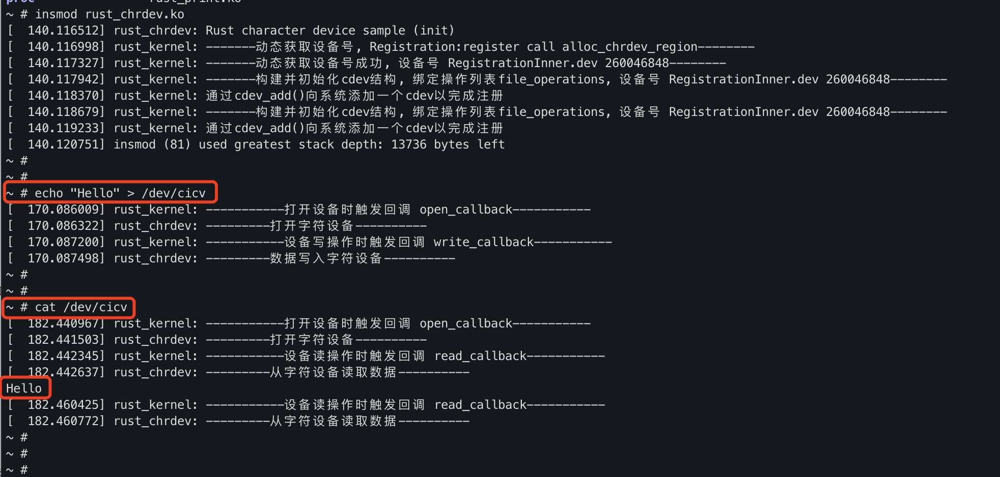 proc                rust_print.ko
~ # insmod rust_chrdev.ko
[  140.116512] rust_chrdev: Rust character device sample (init)
[  140.116998] rust_kernel: -------动态获取设备号, Registration:register call alloc_chrdev_region--------
[  140.117327] rust_kernel: -------动态获取设备号成功, 设备号 RegistrationInner.dev 260046848--------
[  140.117942] rust_kernel: -------构建并初始化cdev结构, 绑定操作列表file_operations, 设备号 RegistrationInner.dev 260046848--------
[  140.118370] rust_kernel: 通过cdev_add()向系统添加一个cdev以完成注册
[  140.118679] rust_kernel: -------构建并初始化cdev结构, 绑定操作列表file_operations, 设备号 RegistrationInner.dev 260046848--------
[  140.119233] rust_kernel: 通过cdev_add()向系统添加一个cdev以完成注册
[  140.120751] insmod (81) used greatest stack depth: 13736 bytes left
~ #
~ #
~ # echo "Hello" > /dev/cicv
[  170.086009] rust_kernel: -----------打开设备时触发回调 open_callback-----------
[  170.086322] rust_chrdev: ---------打开字符设备----------
[  170.087200] rust_kernel: -----------设备写操作时触发回调 write_callback-----------
[  170.087498] rust_chrdev: ---------数据写入字符设备----------
~ #
~ #
~ # cat /dev/cicv
[  182.440967] rust_kernel: -----------打开设备时触发回调 open_callback-----------
[  182.441503] rust_chrdev: ---------打开字符设备----------
[  182.442345] rust_kernel: -----------设备读操作时触发回调 read_callback-----------
[  182.442637] rust_chrdev: ---------从字符设备读取数据----------
Hello
[  182.460425] rust_kernel: -----------设备读操作时触发回调 read_callback-----------
[  182.460772] rust_chrdev: ---------从字符设备读取数据----------
~ #
~ #
~ #